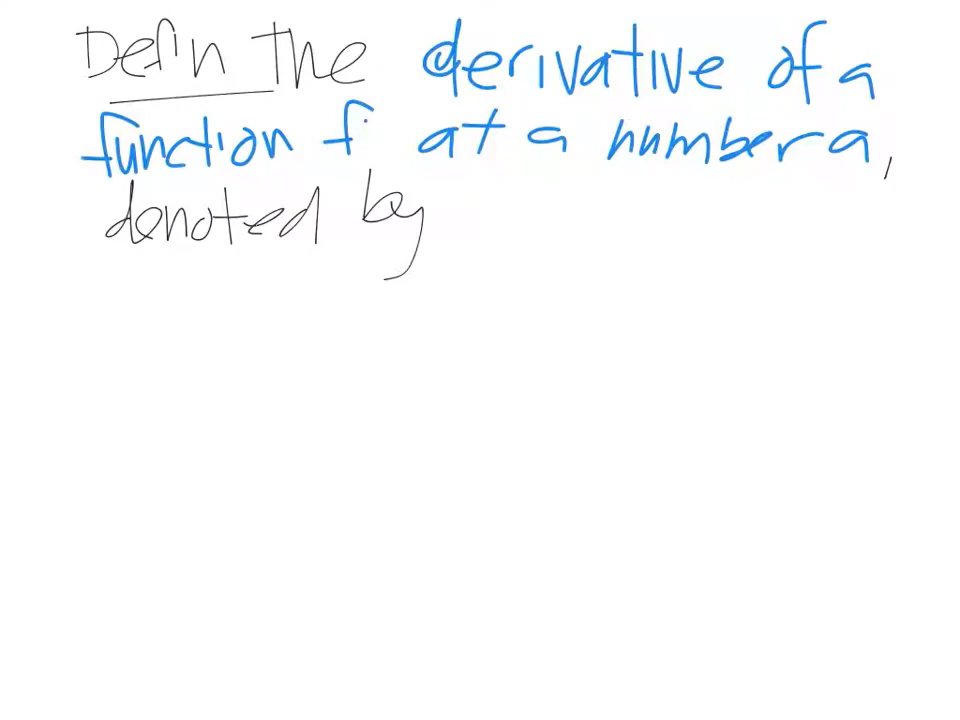 Defn The derivative of a
function f at a number a,
denoted by